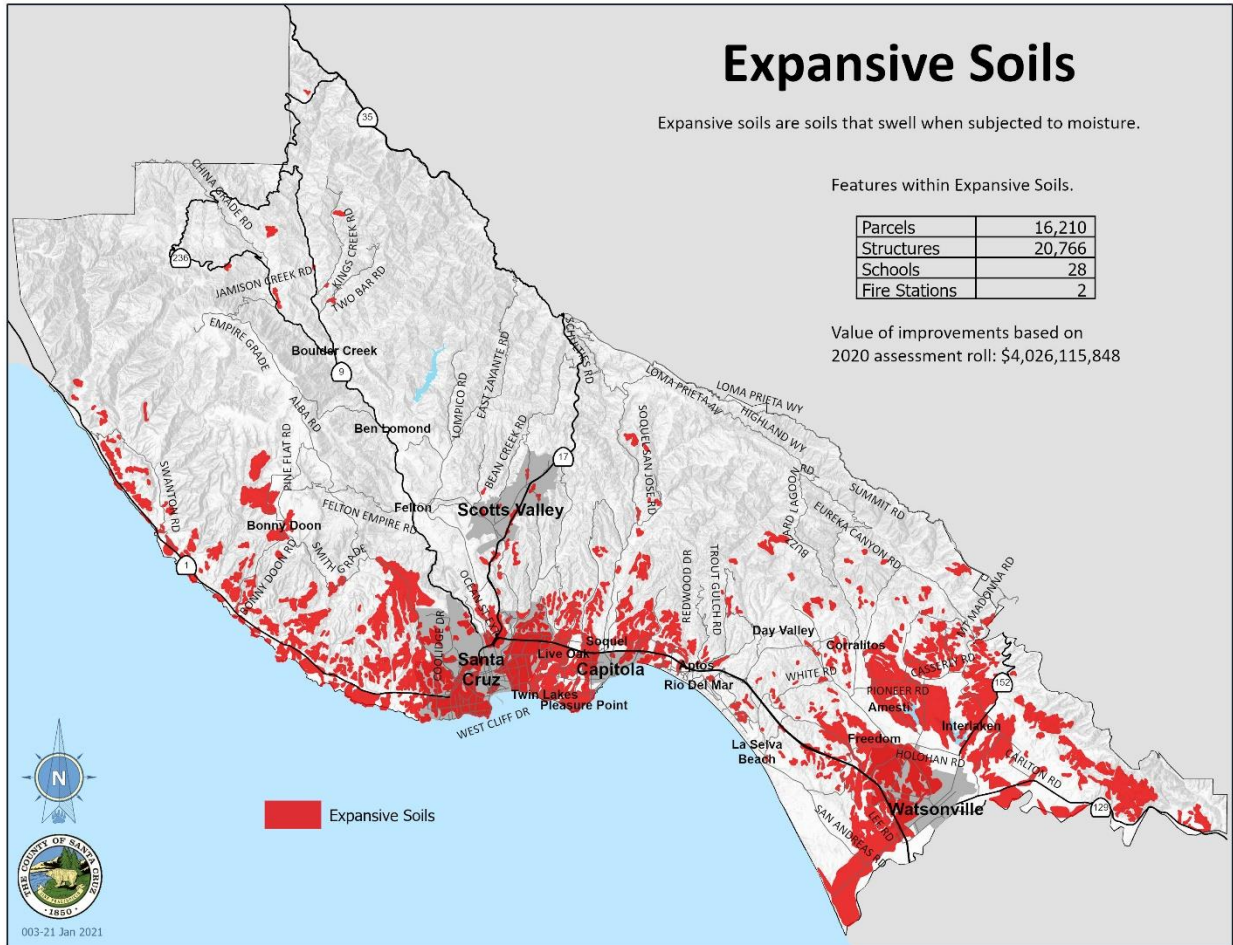 Expansive Soils
Expansive soils are soils that swell when subjected to moisture.
Features within Expansive Soils.
Parcels 16,210
Structures 20,766
Schools 28
Fire Stations 2
Value of improvements based on
2020 assessment roll: $4,026,115,848
35
CHINA GRADE RD
KINGS CREEK RD
236
JAMISON CREEK RD
TWO BAR RD
EMPIRE GRADE
Boulder Creek
9
SCHULTIES RD
LOMA PRIETA WY
LOMA PRIETA AV
HIGHLAND WY
EAST ZAYANTE RD
LOMPICO RD
ALBA RD
Ben Lomond
SOQUEL SAN JOSE RD
PINE FLAT RD
BEAN CREEK RD
17
RD
SUMMIT RD
SWANTON RD
Felton
Scotts Valley
FELTON EMPIRE RD
Bonny Doon
BUZZARD LAGOON
EUREKA CANYON RD
SMITH GRADE
1
BONNY DOON RD
REDWOOD DR
TROUT GULCH RD
MT MADONNA RD
COOLIDGE DR
Day Valley
Soquel
Live Oak
Corralitos
Santa
Cruz
Capitola
Aptos
CASSERLY RD
WHITE RD
Rio Del Mar
PIONEER RD
152
Twin Lakes
Pleasure Point
Amesti
WEST CLIFF DR
Interlaken
Freedom
La Selva
Beach
HOLOHAN RD
CARLTON RD
N
Watsonville
129
SAN ANDREAS RD
LEE RD
Expansive Soils
THE COUNTY OF SANTA CRUZ
1850
003-21 Jan 2021